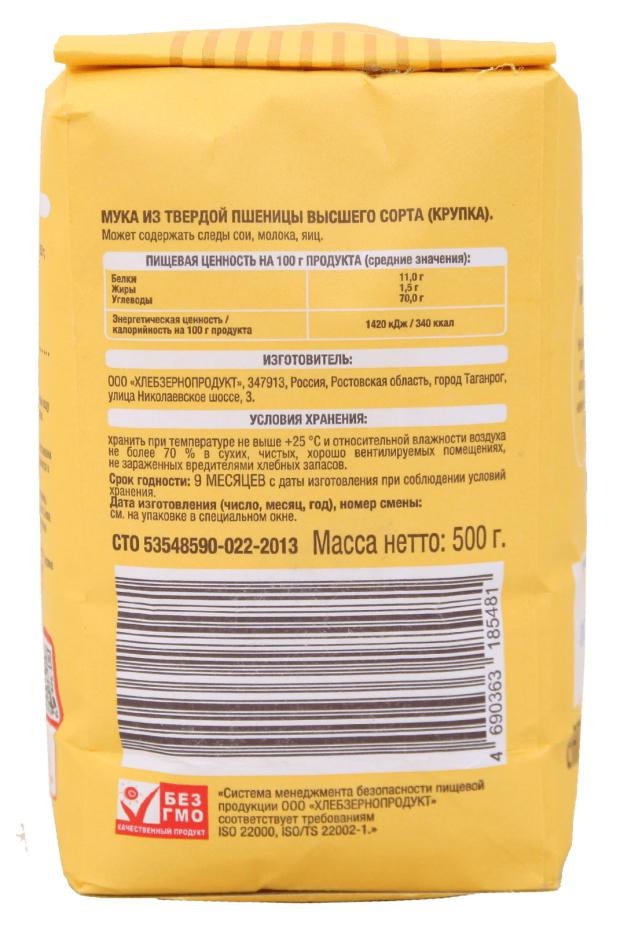 МУКА ИЗ ТВЕРДОЙ ПШЕНИЦЫ ВЫСШЕГО СОРТА (КРУПКА).
Может содержать следы сои, молока, яиц.
ПИЩЕВАЯ ЦЕННОСТЬ НА 100 г ПРОДУКТА (средние значения):
Белки 11,0 г
Жиры 1,5 г
Углеводы 70,0 г
Энергетическая ценность /
калорийность на 100 г продукта 1420 кДж / 340 ккал
ИЗГОТОВИТЕЛЬ:
ООО «ХЛЕБЗЕРНОПРОДУКТ», 347913, Россия, Ростовская область, город Таганрог,
улица Николаевское шоссе, 3.
УСЛОВИЯ ХРАНЕНИЯ:
хранить при температуре не выше +25 °С и относительной влажности воздуха
не более 70 % в сухих, чистых, хорошо вентилируемых помещениях,
не зараженных вредителями хлебных запасов.
Срок годности: 9 МЕСЯЦЕВ с даты изготовления при соблюдении условий
хранения.
Дата изготовления (число, месяц, год), номер смены:
см. на упаковке в специальном окне.
СТО 53548590-022-2013 Масса нетто: 500 г.
4 690363 185481
БЕЗ
ГМО
КАЧЕСТВЕННЫЙ ПРОДУКТ
«Система менеджмента безопасности пищевой
продукции ООО «ХЛЕБЗЕРНОПРОДУКТ»
соответствует требованиям
ISO 22000, ISO/TS 22002-1.»